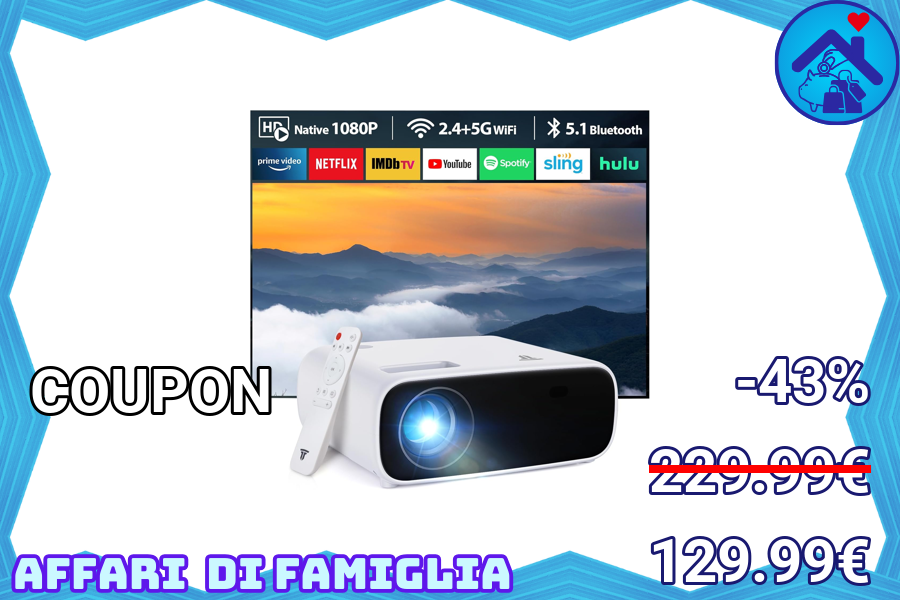 HD Native 1080P 2.4+5G WiFi 5.1 Bluetooth
prime video NETFLIX IMDb TV YouTube Spotify sling hulu
COUPON
-43%
229.99€
129.99€
AFFARI DI FAMIGLIA